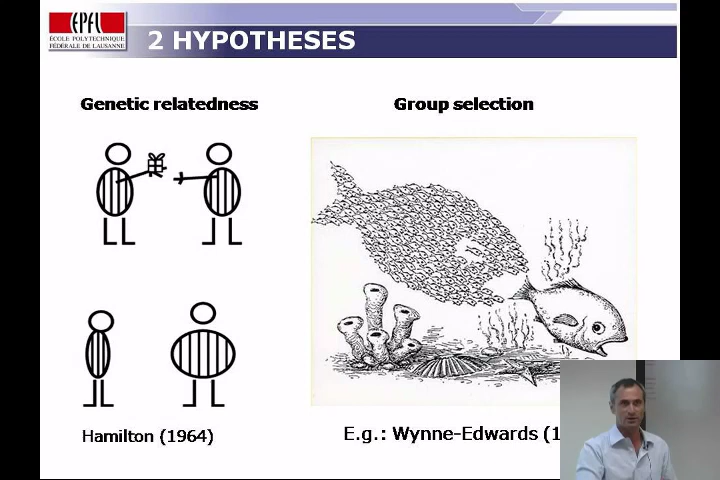 EPFL
ÉCOLE POLYTECHNIQUE
FÉDÉRALE DE LAUSANNE
2 HYPOTHESES
Genetic relatedness
Group selection
Hamilton (1964)
E.g.: Wynne-Edwards (1